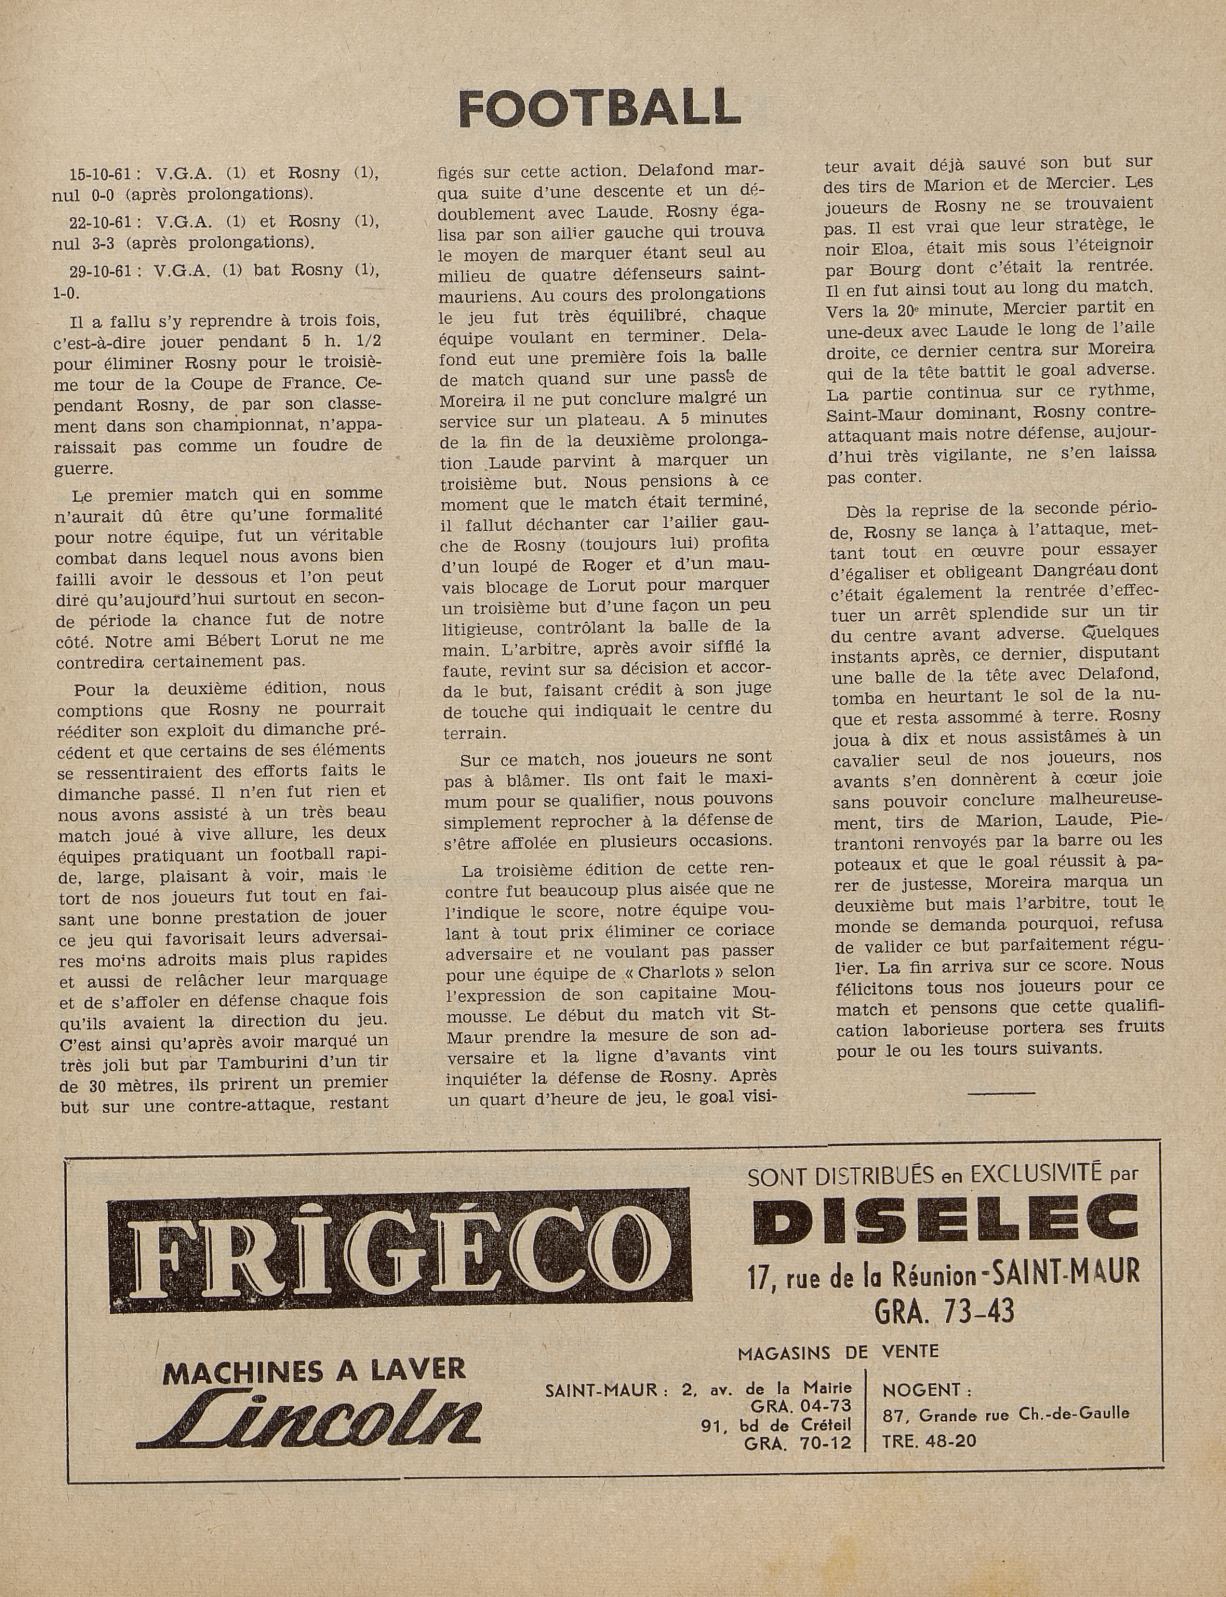 FOOTBALL
15-10-61 : V.G.A. (1) et Rosny (1),
nul 0-0 (après prolongations).
22-10-61 : V.G.A. (1) et Rosny (1),
nul 3-3 (après prolongations).
29-10-61 : V.G.A. (1) bat Rosny (1),
1-0.
Il a fallu s'y reprendre à trois fois,
c'est-à-dire jouer pendant 5 h. 1/2
pour éliminer Rosny pour le troisiè-
me tour de la Coupe de France. Ce-
pendant Rosny, de par son classe-
ment dans son championnat, n'appa-
raissait pas comme un foudre de
guerre.
Le premier match qui en somme
n'aurait dû être qu'une formalité
pour notre équipe, fut un véritable
combat dans lequel nous avons bien
failli avoir le dessous et l'on peut
dire qu'aujourd'hui surtout en secon-
de période la chance fut de notre
côté. Notre ami Bébert Lorut ne me
contredira certainement pas.
Pour la deuxième édition, nous
comptions que Rosny ne pourrait
rééditer son exploit du dimanche pré-
cédent et que certains de ses éléments
se ressentiraient des efforts faits le
dimanche passé. Il n'en fut rien et
nous avons assisté à un très beau
match joué à vive allure, les deux
équipes pratiquant un football rapi-
de, large, plaisant à voir, mais le
tort de nos joueurs fut tout en fai-
sant une bonne prestation de jouer
ce jeu qui favorisait leurs adversai-
res moins adroits mais plus rapides
et aussi de relâcher leur marquage
et de s'affoler en défense chaque fois
qu'ils avaient la direction du jeu.
C'est ainsi qu'après avoir marqué un
très joli but par Tamburini d'un tir
de 30 mètres, ils prirent un premier
but sur une contre-attaque, restant
figés sur cette action. Delafond mar-
qua suite d'une descente et un dé-
doublement avec Laude. Rosny éga-
lisa par son ailier gauche qui trouva
le moyen de marquer étant seul au
milieu de quatre défenseurs saint-
mauriens. Au cours des prolongations
le jeu fut très équilibré, chaque
équipe voulant en terminer. Dela-
fond eut une première fois la balle
de match quand sur une passe de
Moreira il ne put conclure malgré un
service sur un plateau. A 5 minutes
de la fin de la deuxième prolonga-
tion Laude parvint à marquer un
troisième but. Nous pensions à ce
moment que le match était terminé,
il fallut déchanter car l'ailier gau-
che de Rosny (toujours lui) profita
d'un loupé de Roger et d'un mau-
vais blocage de Lorut pour marquer
un troisième but d'une façon un peu
litigieuse, contrôlant la balle de la
main. L'arbitre, après avoir sifflé la
faute, revint sur sa décision et accor-
da le but, faisant crédit à son juge
de touche qui indiquait le centre du
terrain.
Sur ce match, nos joueurs ne sont
pas à blâmer. Ils ont fait le maxi-
mum pour se qualifier, nous pouvons
simplement reprocher à la défense de
s'être affolée en plusieurs occasions.
La troisième édition de cette ren-
contre fut beaucoup plus aisée que ne
l'indique le score, notre équipe vou-
lant à tout prix éliminer ce coriace
adversaire et ne voulant pas passer
pour une équipe de « Charlots » selon
l'expression de son capitaine Mou-
mousse. Le début du match vit St-
Maur prendre la mesure de son ad-
versaire et la ligne d'avants vint
inquiéter la défense de Rosny. Après
un quart d'heure de jeu, le goal visi-
teur avait déjà sauvé son but sur
des tirs de Marion et de Mercier. Les
joueurs de Rosny ne se trouvaient
pas. Il est vrai que leur stratège, le
noir Eloa, était mis sous l'éteignoir
par Bourg dont c'était la rentrée.
Il en fut ainsi tout au long du match.
Vers la 20e minute, Mercier partit en
une-deux avec Laude le long de l'aile
droite, ce dernier centra sur Moreira
qui de la tête battit le goal adverse.
La partie continua sur ce rythme,
Saint-Maur dominant, Rosny contre-
attaquant mais notre défense, aujour-
d'hui très vigilante, ne s'en laissa
pas conter.
Dès la reprise de la seconde pério-
de, Rosny se lança à l'attaque, met-
tant tout en œuvre pour essayer
d'égaliser et obligeant Dangréau dont
c'était également la rentrée d'effec-
tuer un arrêt splendide sur un tir
du centre avant adverse. Quelques
instants après, ce dernier, disputant
une balle de la tête avec Delafond,
tomba en heurtant le sol de la nu-
que et resta assommé à terre. Rosny
joua à dix et nous assistâmes à un
cavalier seul de nos joueurs, nos
avants s'en donnèrent à cœur joie
sans pouvoir conclure malheureuse-
ment, tirs de Marion, Laude, Pie-
trantoni renvoyés par la barre ou les
poteaux et que le goal réussit à pa-
rer de justesse, Moreira marqua un
deuxième but mais l'arbitre, tout le
monde se demanda pourquoi, refusa
de valider ce but parfaitement régu-
lier. La fin arriva sur ce score. Nous
félicitons tous nos joueurs pour ce
match et pensons que cette qualifi-
cation laborieuse portera ses fruits
pour le ou les tours suivants.
FRIGÉCO
MACHINES A LAVER
Lincoln
SONT DISTRIBUÉS en EXCLUSIVITÉ par
DISELEC
17, rue de la Réunion - SAINT-MAUR
GRA. 73-43
MAGASINS DE VENTE
SAINT-MAUR : 2, av. de la Mairie
GRA. 04-73
91, bd de Créteil
GRA. 70-12
NOGENT :
87, Grande rue Ch.-de-Gaulle
TRE. 48-20